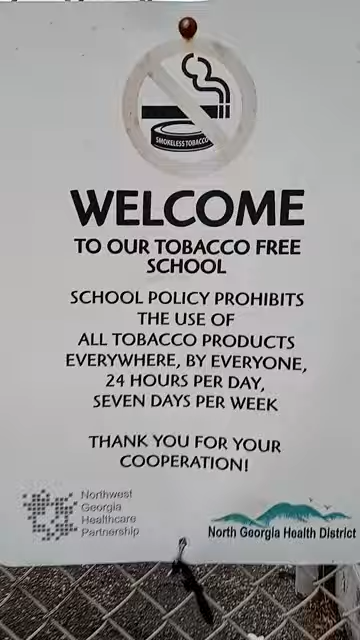 SMOKELESS TOBACCO
WELCOME
TO OUR TOBACCO FREE
SCHOOL
SCHOOL POLICY PROHIBITS
THE USE OF
ALL TOBACCO PRODUCTS
EVERYWHERE, BY EVERYONE,
24 HOURS PER DAY,
SEVEN DAYS PER WEEK
THANK YOU FOR YOUR
COOPERATION!
Northwest
Georgia
Healthcare
Partnership
North Georgia Health District